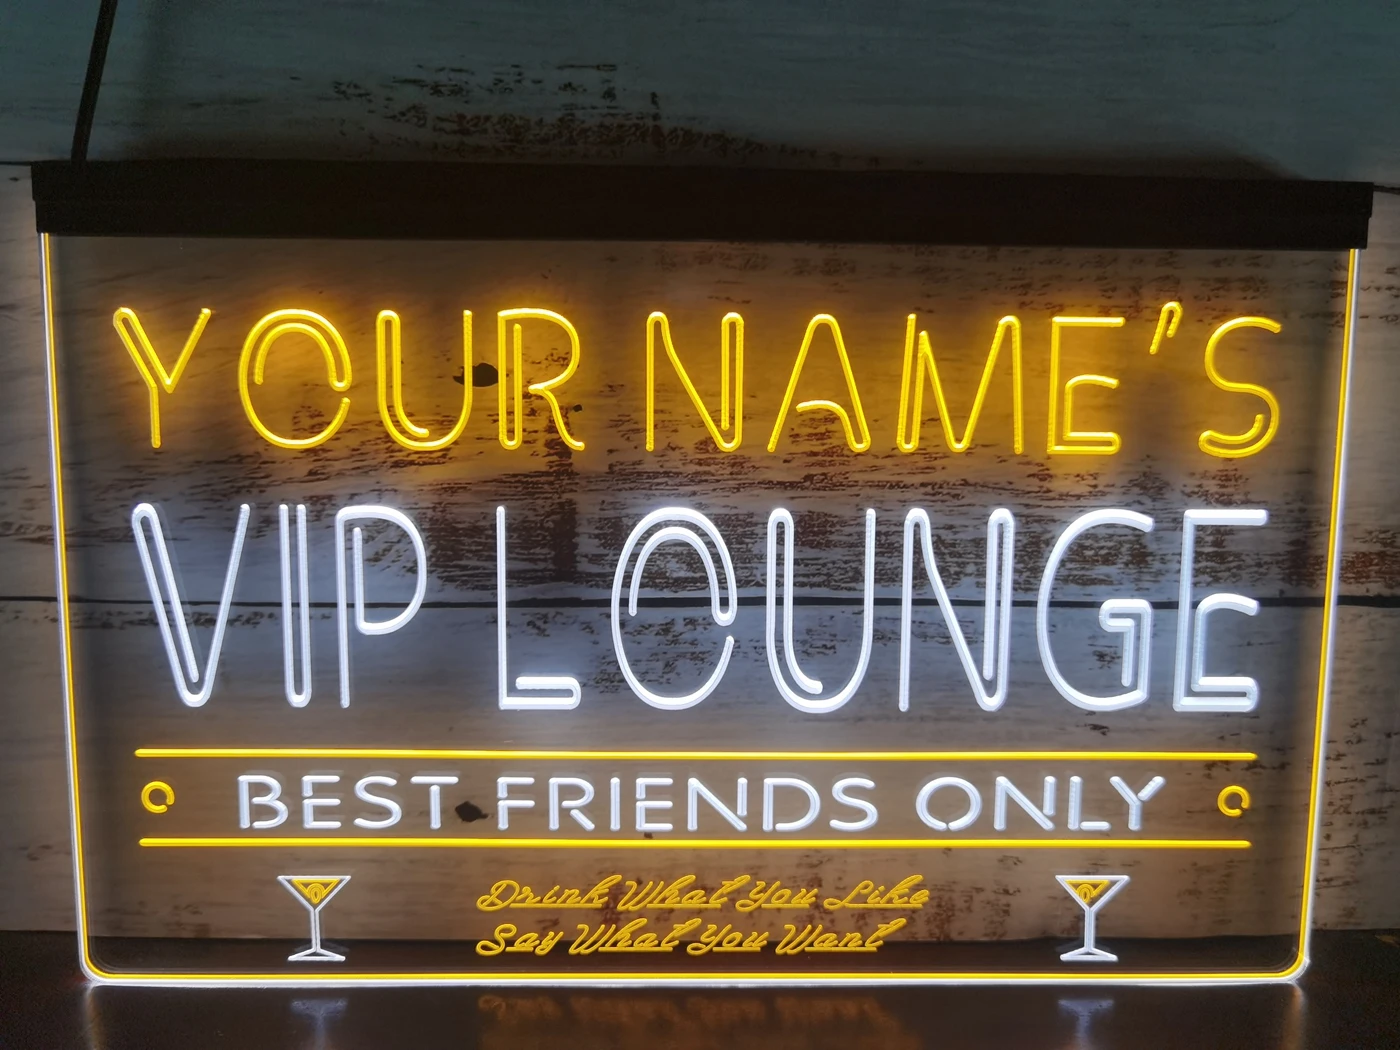 YOUR NAME'S
VIP LOUNGE
BEST FRIENDS ONLY
Drink What You Like
Say What You Want